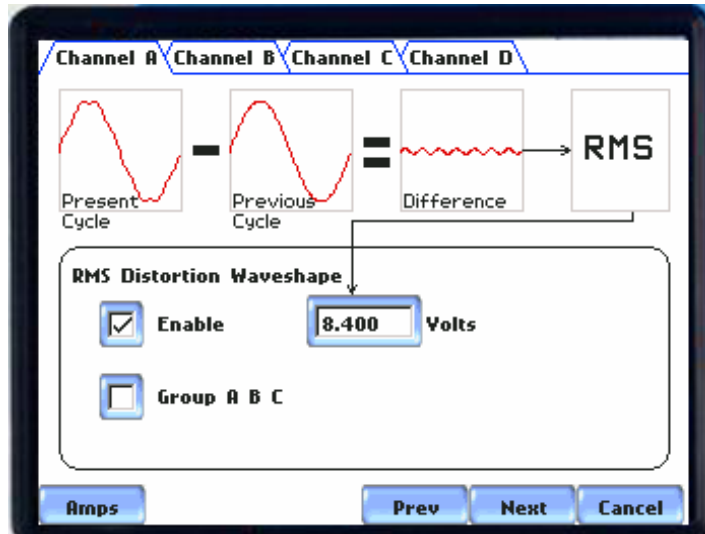 Channel A Channel B Channel C Channel D
Present Cycle
Previous Cycle
Difference
RMS
RMS Distortion Waveshape
Enable
8.400 Volts
Group A B C
Amps Prev Next Cancel